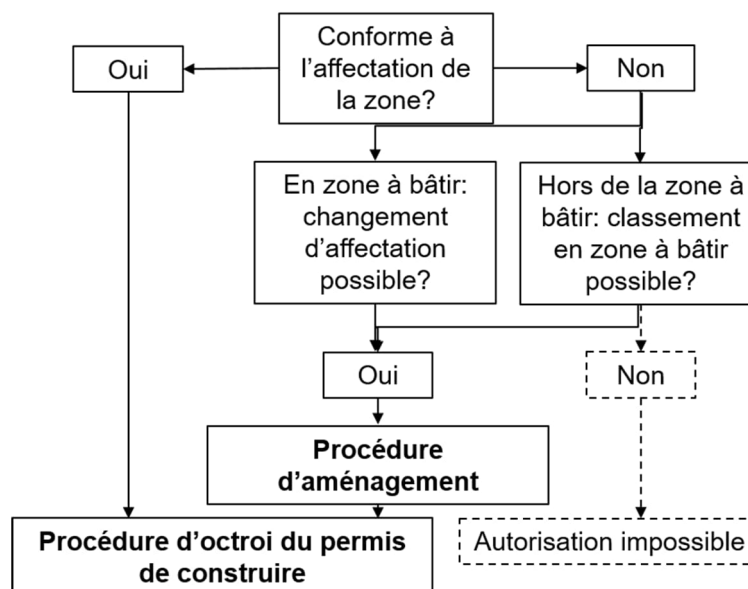 Conforme à
l'affectation de
la zone?
Oui
Non
En zone à bâtir:
changement
d'affectation
possible?
Hors de la zone à
bâtir: classement
en zone à bâtir
possible?
Oui
Non
Procédure
d'aménagement
Procédure d'octroi du permis
de construire
Autorisation impossible